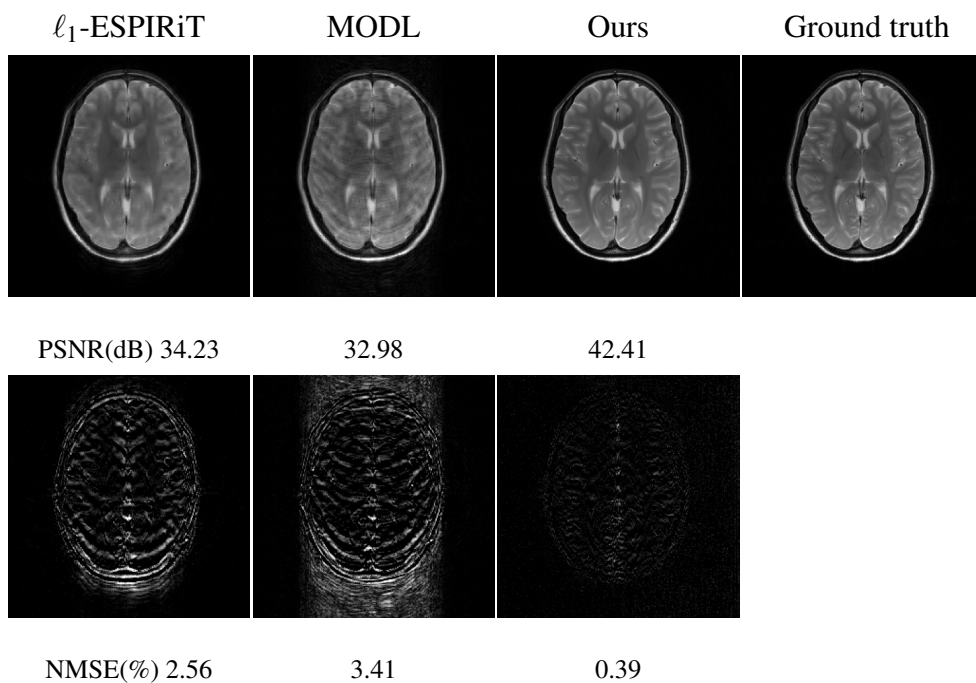 ℓ1-ESPIRiT MODL Ours Ground truth
PSNR(dB) 34.23 32.98 42.41
NMSE(%) 2.56 3.41 0.39